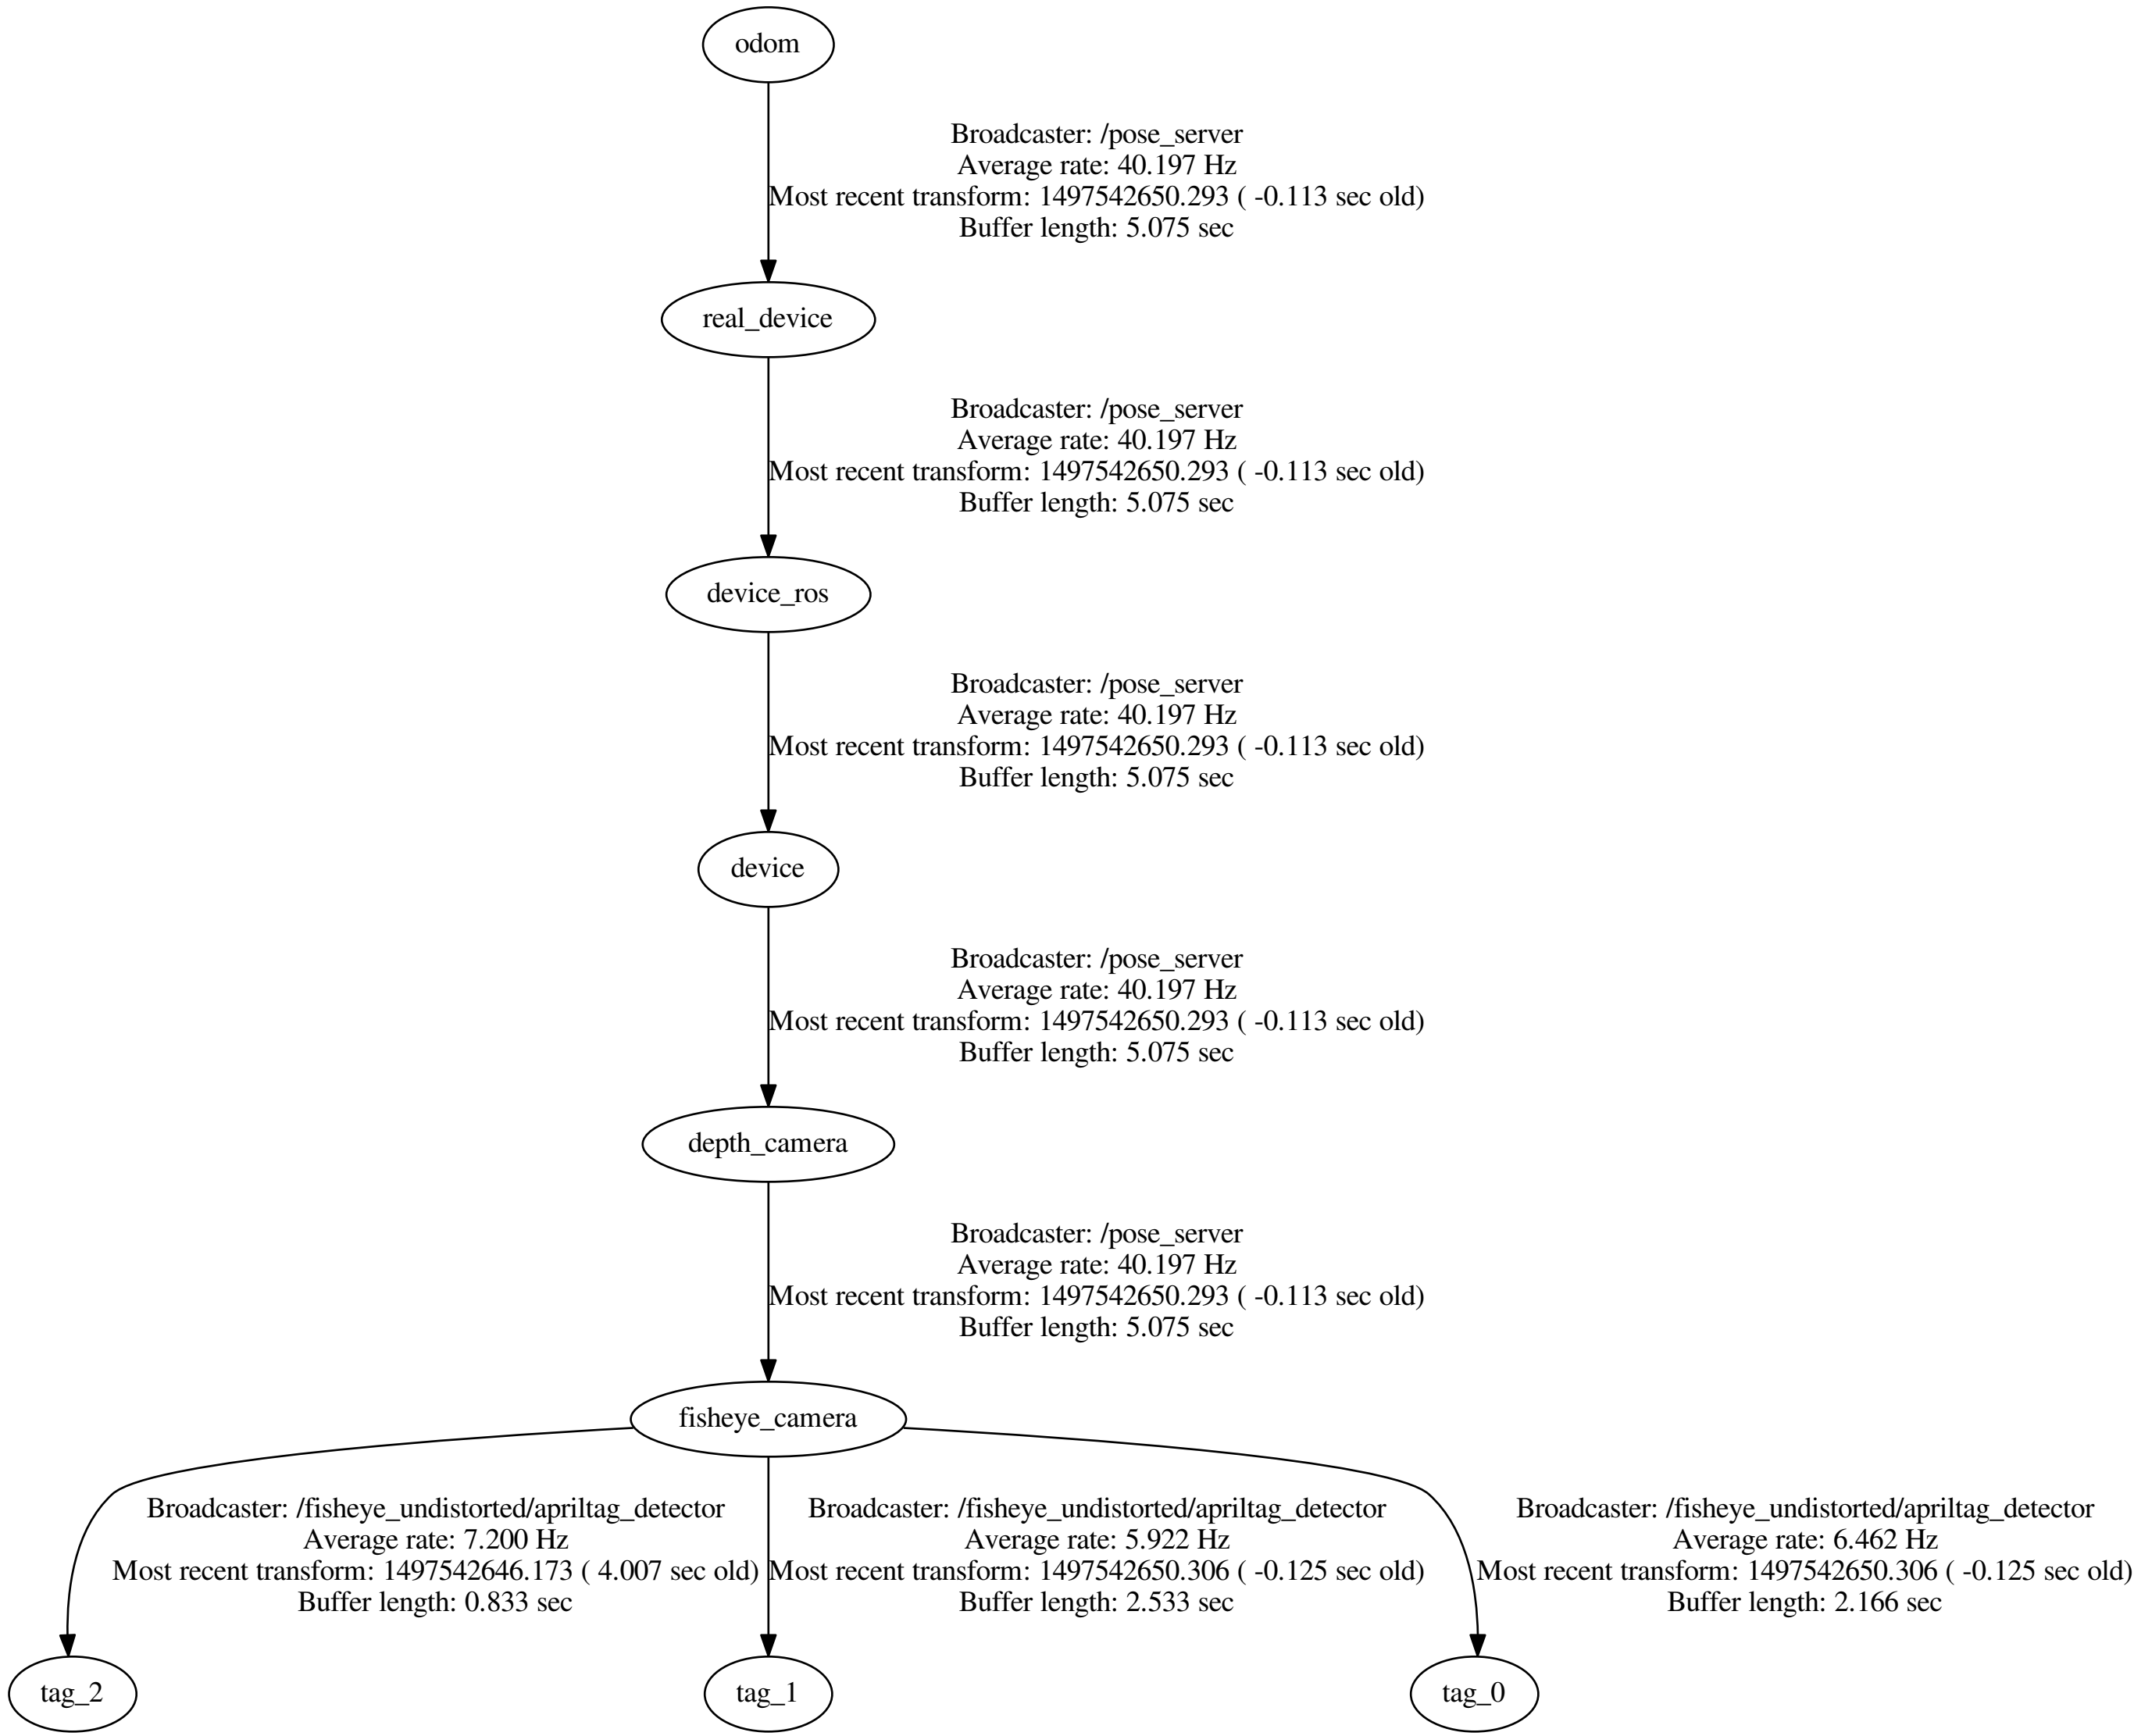 odom
Broadcaster: /pose_server
Average rate: 40.197 Hz
Most recent transform: 1497542650.293 ( -0.113 sec old)
Buffer length: 5.075 sec
real_device
Broadcaster: /pose_server
Average rate: 40.197 Hz
Most recent transform: 1497542650.293 ( -0.113 sec old)
Buffer length: 5.075 sec
device_ros
Broadcaster: /pose_server
Average rate: 40.197 Hz
Most recent transform: 1497542650.293 ( -0.113 sec old)
Buffer length: 5.075 sec
device
Broadcaster: /pose_server
Average rate: 40.197 Hz
Most recent transform: 1497542650.293 ( -0.113 sec old)
Buffer length: 5.075 sec
depth_camera
Broadcaster: /pose_server
Average rate: 40.197 Hz
Most recent transform: 1497542650.293 ( -0.113 sec old)
Buffer length: 5.075 sec
fisheye_camera
Broadcaster: /fisheye_undistorted/apriltag_detector
Average rate: 7.200 Hz
Most recent transform: 1497542646.173 ( 4.007 sec old)
Buffer length: 0.833 sec
Broadcaster: /fisheye_undistorted/apriltag_detector
Average rate: 5.922 Hz
Most recent transform: 1497542650.306 ( -0.125 sec old)
Buffer length: 2.533 sec
Broadcaster: /fisheye_undistorted/apriltag_detector
Average rate: 6.462 Hz
Most recent transform: 1497542650.306 ( -0.125 sec old)
Buffer length: 2.166 sec
tag_2
tag_1
tag_0